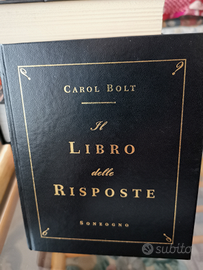 CAROL BOLT
Il
LIBRO
delle
RISPOSTE
SONZOGNO
subito